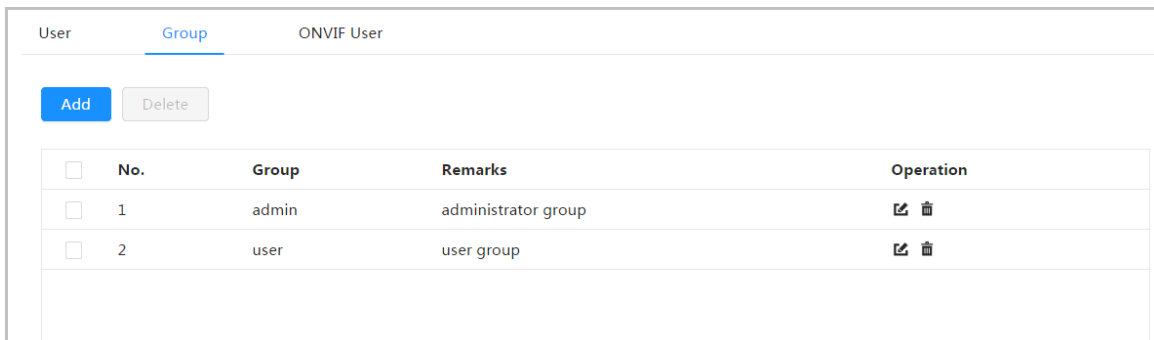 User Group ONVIF User
Add Delete
No. Group Remarks Operation
1 admin administrator group
2 user user group